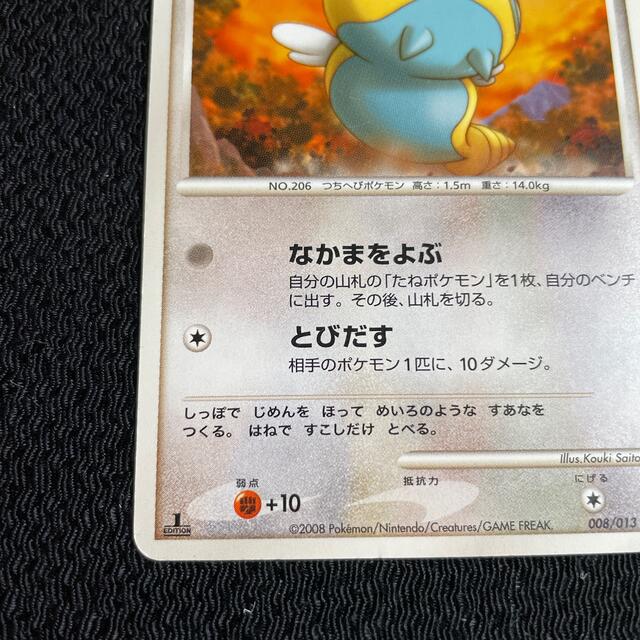 NO.206 つちへびポケモン 高さ：1.5m 重さ：14.0kg
なかまをよぶ
自分の山札の「たねポケモン」を1枚、自分のベンチ
に出す。その後、山札を切る。
とびだす
相手のポケモン1匹に、10ダメージ。
しっぽで じめんを ほって めいろのような すあなを
つくる。 はねで すこしだけ とべる。
Illus.Kouki Saito
弱点 抵抗力 にげる
+10
1 EDITION
©2008 Pokémon/Nintendo/Creatures/GAME FREAK.
008/013